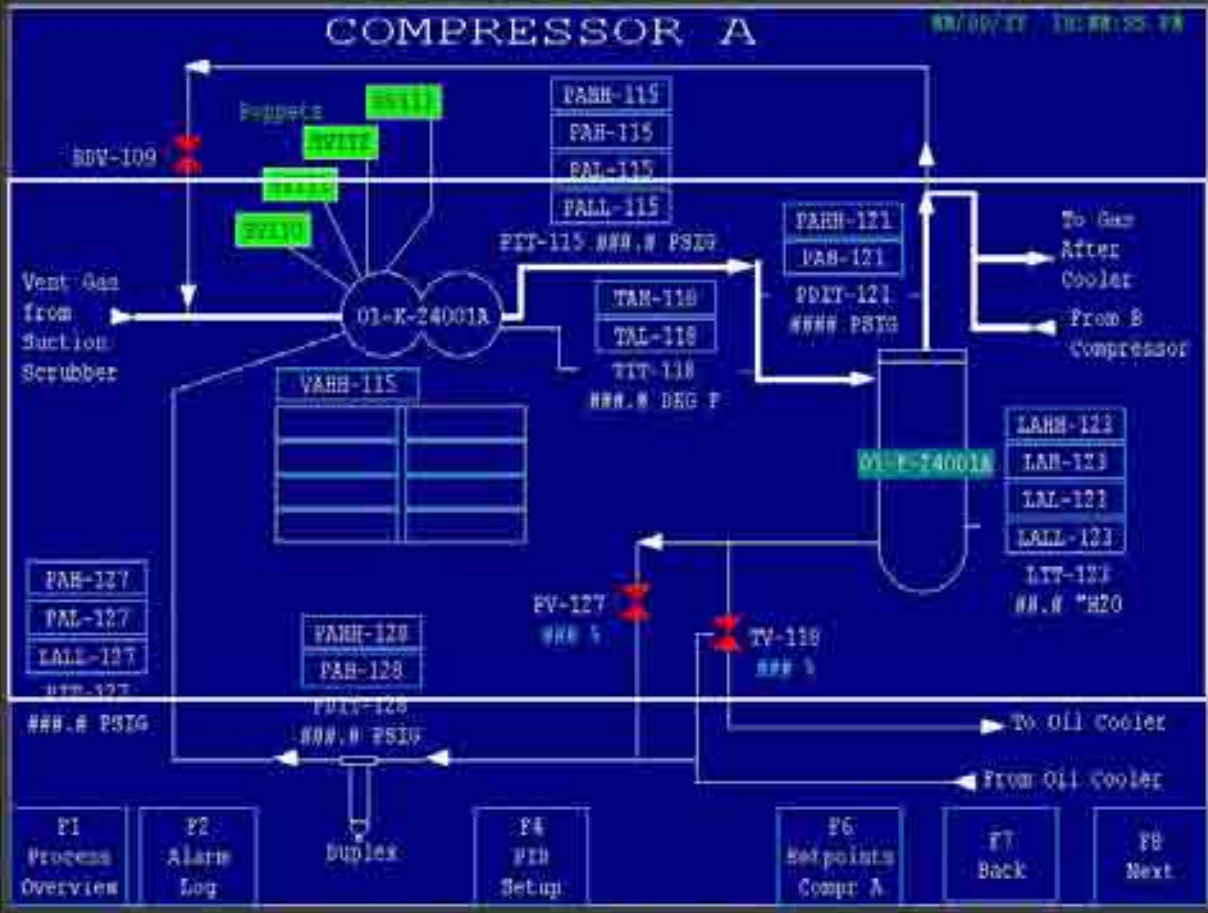 COMPRESSOR A
PAHH-115
PAH-115
PAL-115
PALL-115
Poppets
BDV-109
PIT-115 ###.# PSIG
PAHH-121
PAH-121
PDIT-121
#### PSIG
To Gas
After
Cooler
From B
Compressor
Vent Gas
from
Suction
Scrubber
01-K-24001A
TAH-118
TAL-118
TIT-118
###.# DEG F
VAHH-115
LAHH-123
LAH-123
LAL-123
LALL-123
LIT-123
##.# "H2O
PAH-127
PAL-127
LALL-127
###.# PSIG
PAHH-128
PAH-128
PDIT-128
###.# PSIG
PV-127
### %
TV-118
### %
To Oil Cooler
From Oil Cooler
Duplex
F1
Process
Overview
F2
Alarm
Log
F4
PID
Setup
F6
Setpoints
Compr A
F7
Back
F8
Next